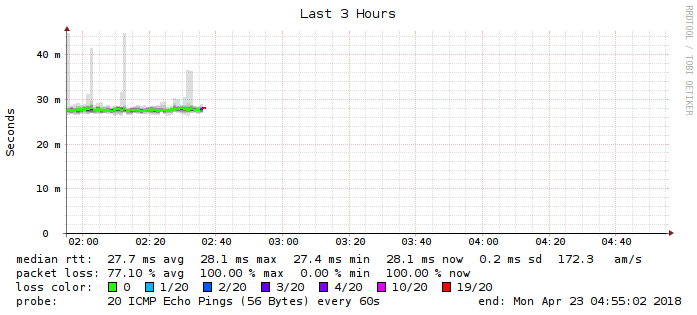 Last 3 Hours
RRDTOOL / TOBI OETIKER
Seconds
40 m
30 m
20 m
10 m
0
02:00 02:20 02:40 03:00 03:20 03:40 04:00 04:20 04:40
median rtt: 27.7 ms avg 28.1 ms max 27.4 ms min 28.1 ms now 0.2 ms sd 172.3 am/s
packet loss: 77.10 % avg 100.00 % max 0.00 % min 100.00 % now
loss color: 0 1/20 2/20 3/20 4/20 10/20 19/20
probe: 20 ICMP Echo Pings (56 Bytes) every 60s end: Mon Apr 23 04:55:02 2018